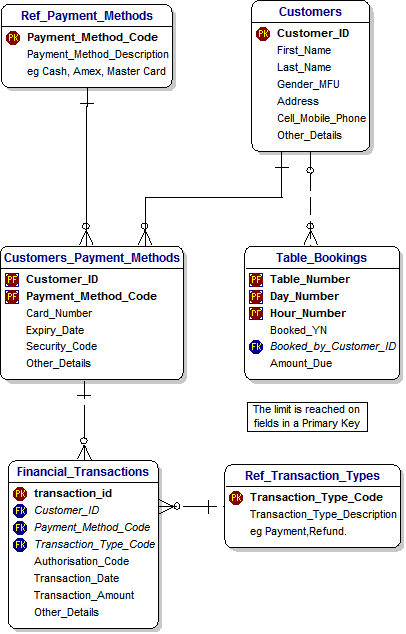 Ref_Payment_Methods
PK Payment_Method_Code
Payment_Method_Description
eg Cash, Amex, Master Card
Customers
PK Customer_ID
First_Name
Last_Name
Gender_MFU
Address
Cell_Mobile_Phone
Other_Details
Customers_Payment_Methods
PF Customer_ID
PF Payment_Method_Code
Card_Number
Expiry_Date
Security_Code
Other_Details
Table_Bookings
PF Table_Number
PF Day_Number
PF Hour_Number
Booked_YN
FK Booked_by_Customer_ID
Amount_Due
The limit is reached on
fields in a Primary Key
Financial_Transactions
PK transaction_id
FK Customer_ID
FK Payment_Method_Code
FK Transaction_Type_Code
Authorisation_Code
Transaction_Date
Transaction_Amount
Other_Details
Ref_Transaction_Types
PK Transaction_Type_Code
Transaction_Type_Description
eg Payment,Refund.